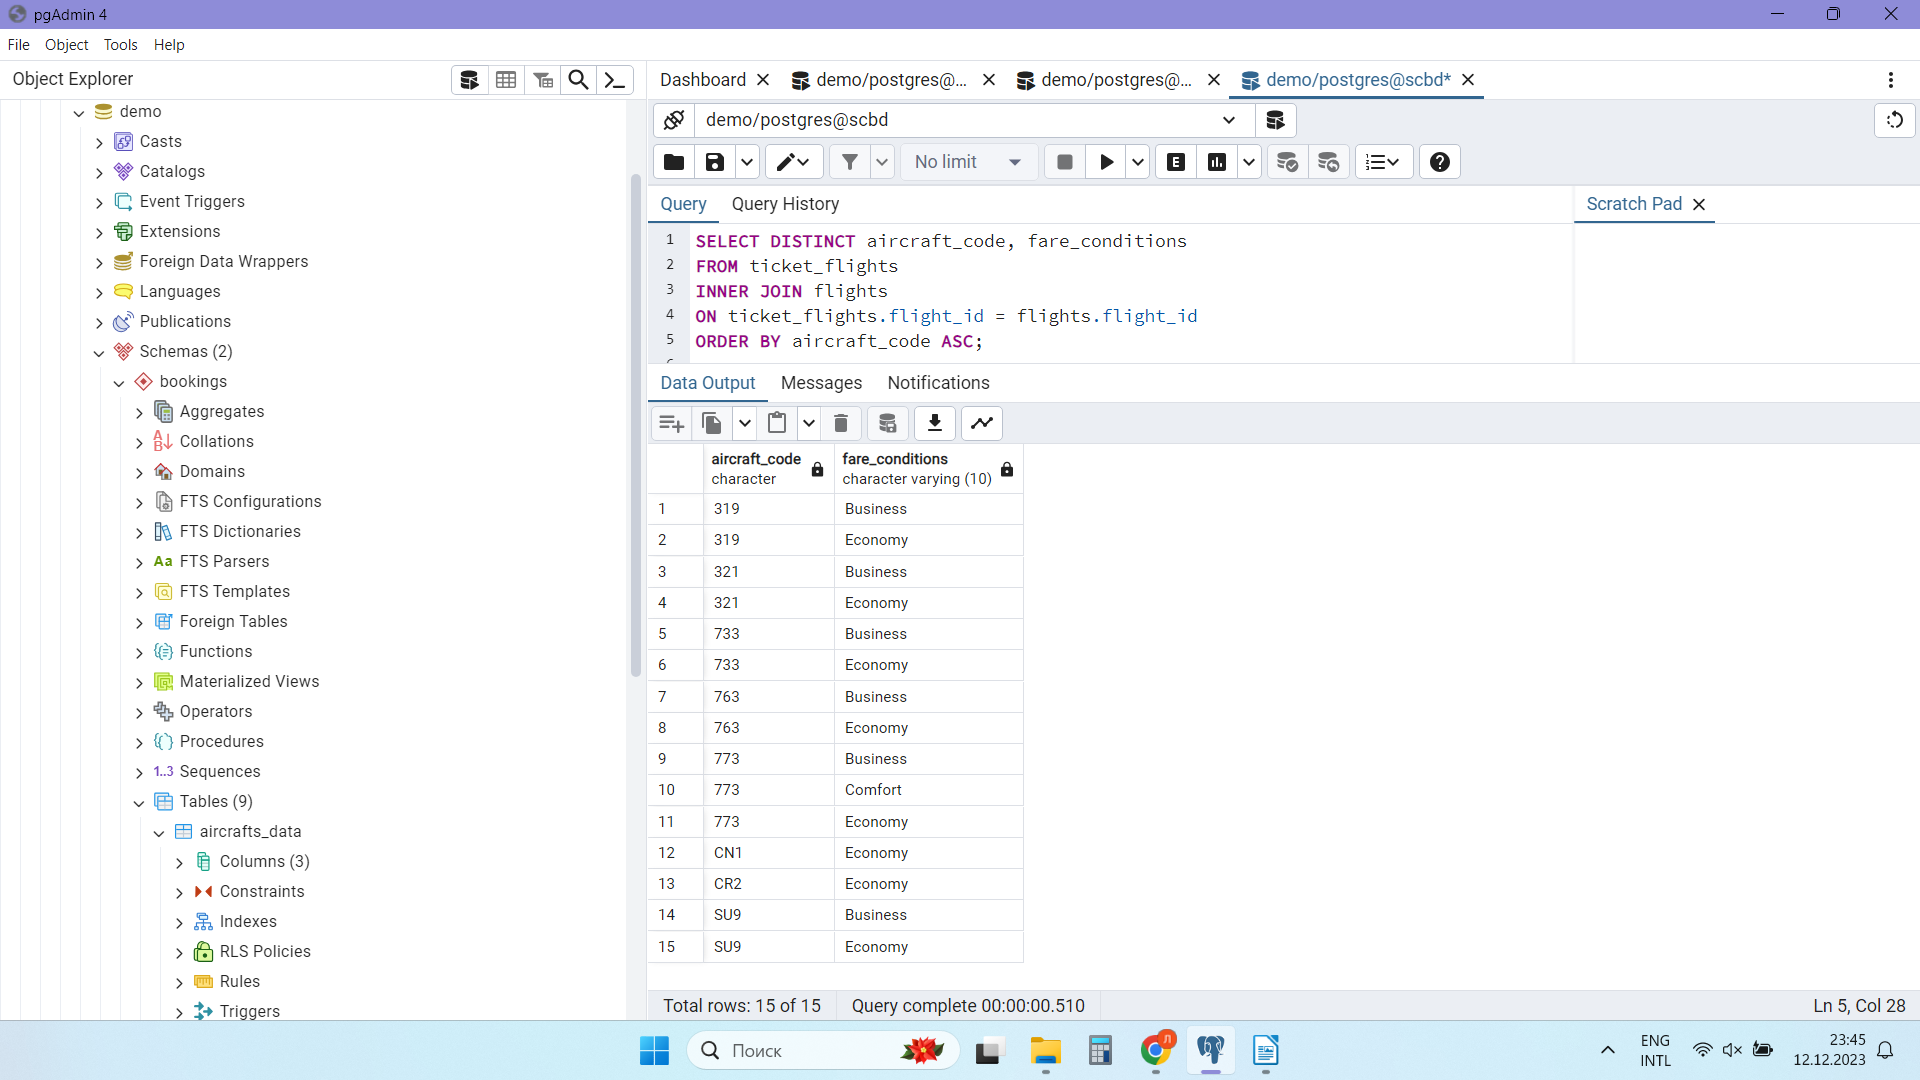 pgAdmin 4
File Object Tools Help
Object Explorer
demo
Casts
Catalogs
Event Triggers
Extensions
Foreign Data Wrappers
Languages
Publications
Schemas (2)
bookings
Aggregates
Collations
Domains
FTS Configurations
FTS Dictionaries
Aa FTS Parsers
FTS Templates
Foreign Tables
Functions
Materialized Views
Operators
Procedures
1..3 Sequences
Tables (9)
aircrafts_data
Columns (3)
Constraints
Indexes
RLS Policies
Rules
Triggers
Dashboard demo/postgres@... demo/postgres@... demo/postgres@scbd*
demo/postgres@scbd
No limit E
Query Query History Scratch Pad
1 SELECT DISTINCT aircraft_code, fare_conditions
2 FROM ticket_flights
3 INNER JOIN flights
4 ON ticket_flights.flight_id = flights.flight_id
5 ORDER BY aircraft_code ASC;
Data Output Messages Notifications
aircraft_code fare_conditions
character character varying (10)
1 319 Business
2 319 Economy
3 321 Business
4 321 Economy
5 733 Business
6 733 Economy
7 763 Business
8 763 Economy
9 773 Business
10 773 Comfort
11 773 Economy
12 CN1 Economy
13 CR2 Economy
14 SU9 Business
15 SU9 Economy
Total rows: 15 of 15 Query complete 00:00:00.510 Ln 5, Col 28
Поиск
Л
ENG
INTL
23:45
12.12.2023